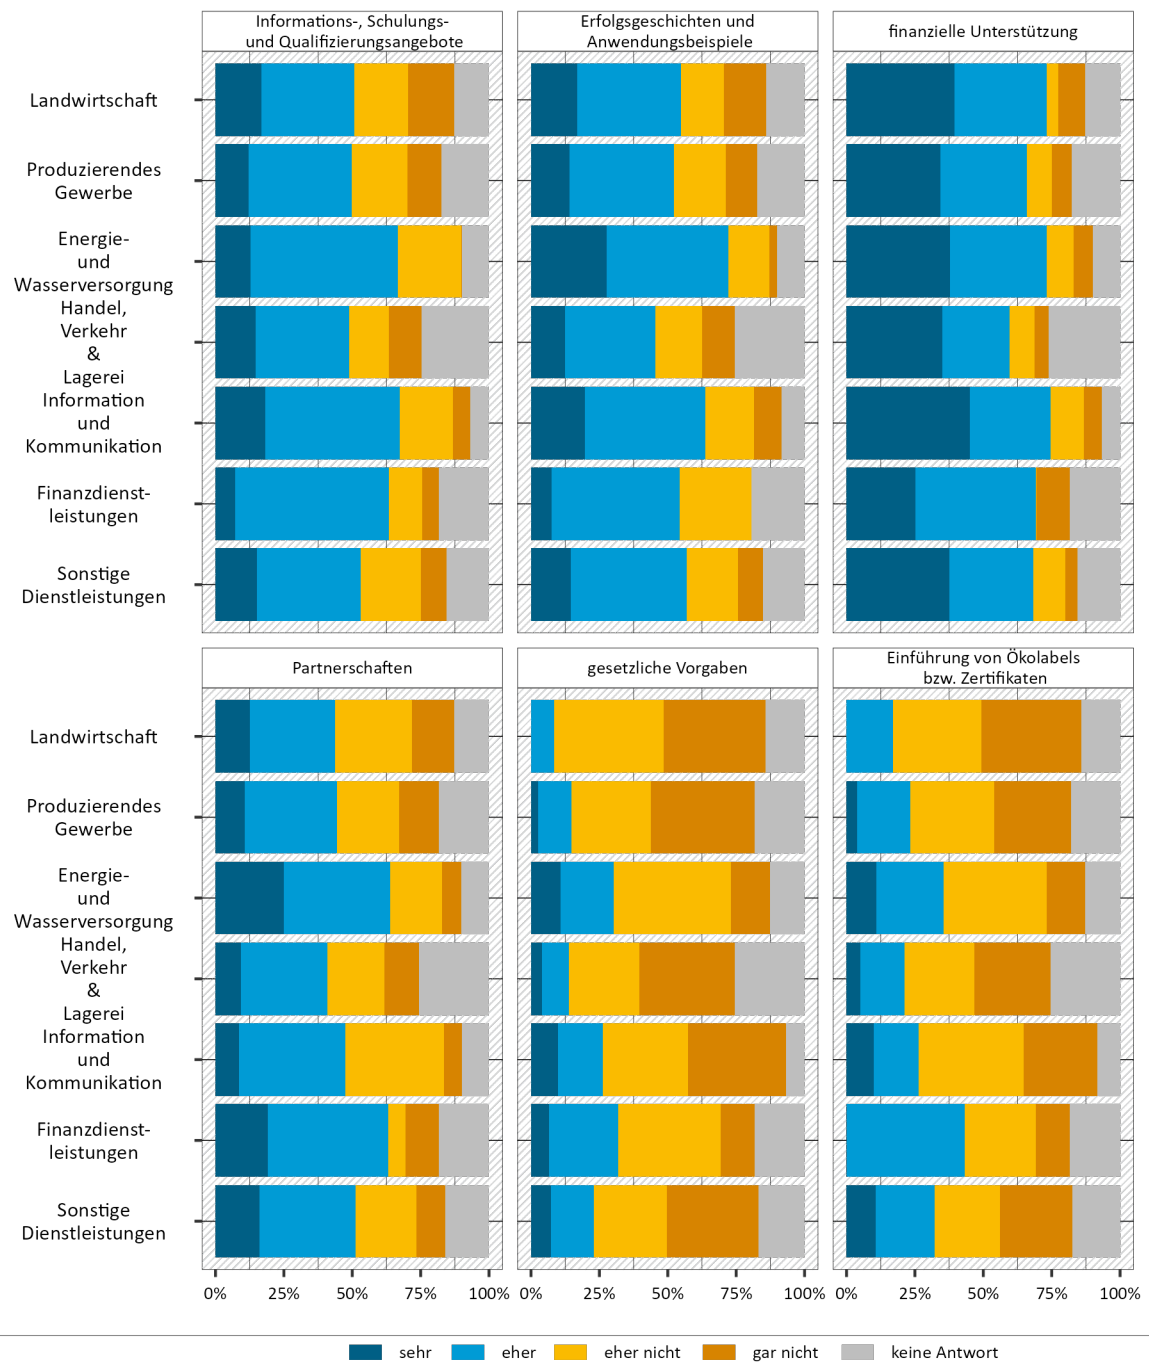 Informations-, Schulungs-
und Qualifizierungsangebote
Erfolgsgeschichten und
Anwendungsbeispiele
finanzielle Unterstützung
Landwirtschaft
Produzierendes
Gewerbe
Energie-
und
Wasserversorgung
Handel,
Verkehr
&
Lagerei
Information
und
Kommunikation
Finanzdienst-
leistungen
Sonstige
Dienstleistungen
Partnerschaften
gesetzliche Vorgaben
Einführung von Ökolabels
bzw. Zertifikaten
Landwirtschaft
Produzierendes
Gewerbe
Energie-
und
Wasserversorgung
Handel,
Verkehr
&
Lagerei
Information
und
Kommunikation
Finanzdienst-
leistungen
Sonstige
Dienstleistungen
0% 25% 50% 75% 100% 0% 25% 50% 75% 100% 0% 25% 50% 75% 100%
sehr eher eher nicht gar nicht keine Antwort